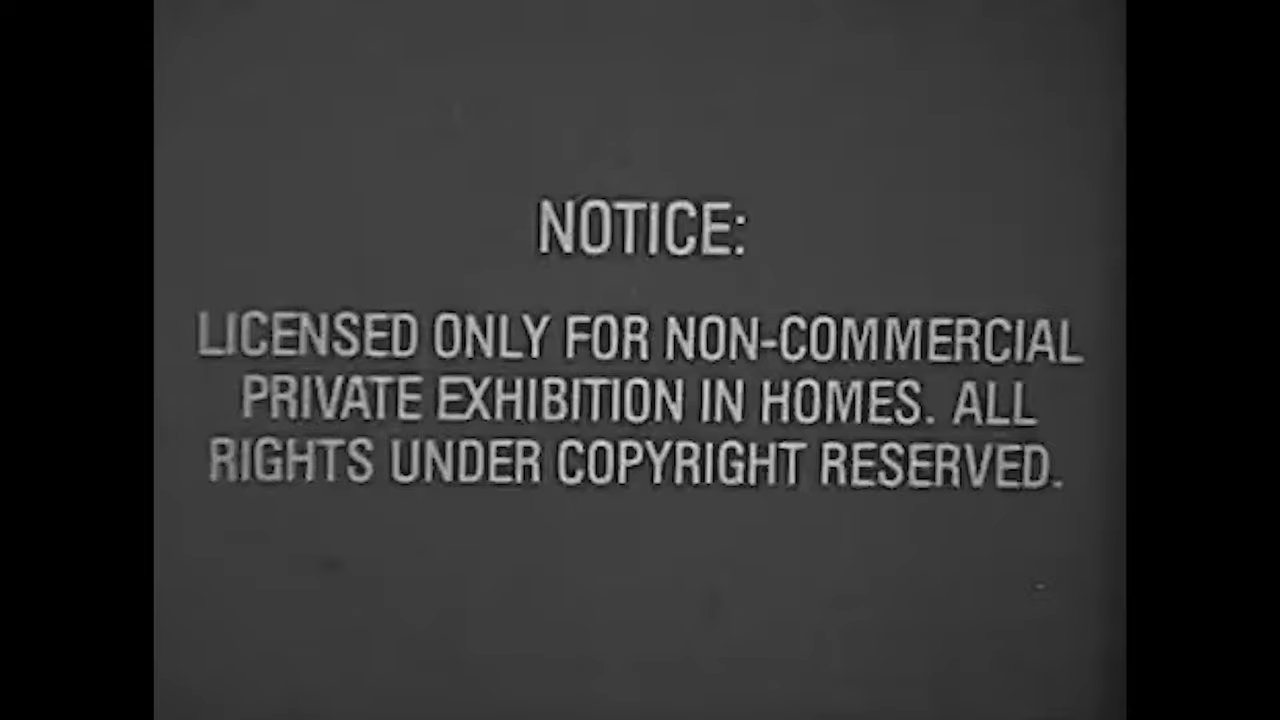 NOTICE:
LICENSED ONLY FOR NON-COMMERCIAL
PRIVATE EXHIBITION IN HOMES. ALL
RIGHTS UNDER COPYRIGHT RESERVED.